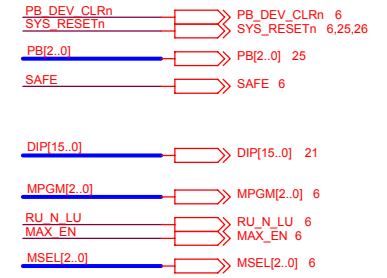 PB_DEV_CLRn PB_DEV_CLRn 6
SYS_RESETn SYS_RESETn 6,25,26
PB[2..0] PB[2..0] 25
SAFE SAFE 6
DIP[15..0] DIP[15..0] 21
MPGM[2..0] MPGM[2..0] 6
RU_N_LU RU_N_LU 6
MAX_EN MAX_EN 6
MSEL[2..0] MSEL[2..0] 6